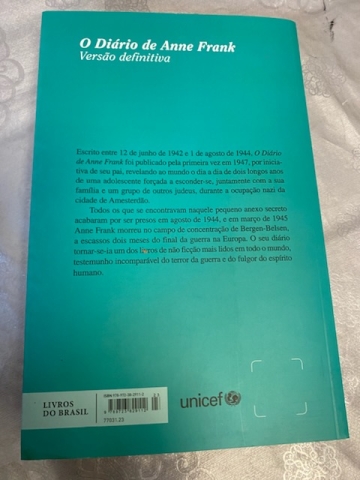 O Diário de Anne Frank
Versão definitiva
Escrito entre 12 de junho de 1942 e 1 de agosto de 1944, O Diário
de Anne Frank foi publicado pela primeira vez em 1947, por inicia-
tiva de seu pai, revelando ao mundo o dia a dia de dois longos anos
de uma adolescente forçada a esconder-se, juntamente com a sua
família e um grupo de outros judeus, durante a ocupação nazi da
cidade de Amesterdão.
Todos os que se encontravam naquele pequeno anexo secreto
acabaram por ser presos em agosto de 1944, e em março de 1945
Anne Frank morreu no campo de concentração de Bergen-Belsen,
a escassos dois meses do final da guerra na Europa. O seu diário
tornar-se-ia um dos livros de não ficção mais lidos em todo o mundo,
testemunho incomparável do terror da guerra e do fulgor do espírito
humano.
LIVROS
DO BRASIL
unicef